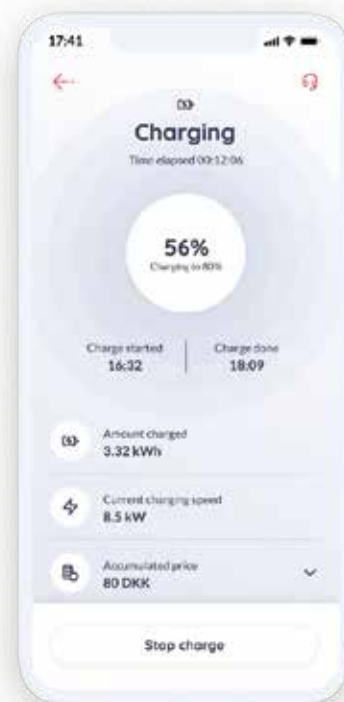 17:41
Charging
Time elapsed 00:12:06
56%
Charging to 80%
Charge started
16:32
Charge done
18:09
Amount charged
3.32 kWh
Current charging speed
8.5 kW
Accumulated price
80 DKK
Stop charge